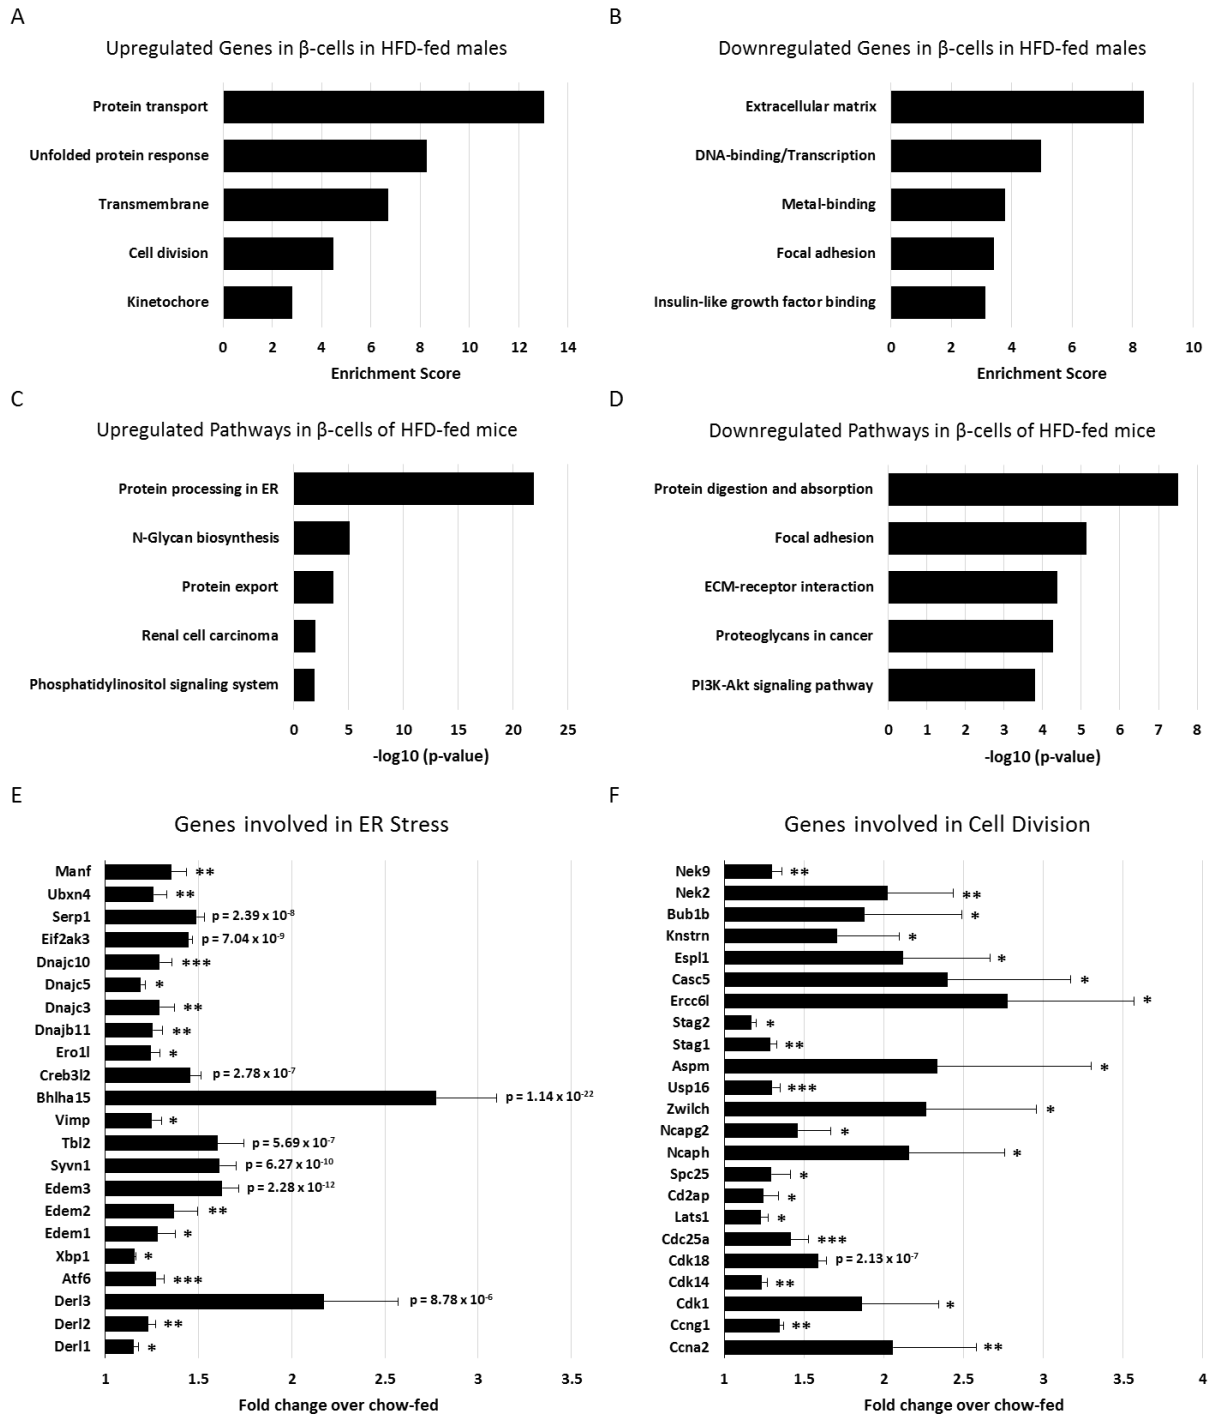 A
Upregulated Genes in β-cells in HFD-fed males
Protein transport
Unfolded protein response
Transmembrane
Cell division
Kinetochore
0 2 4 6 8 10 12 14
Enrichment Score
B
Downregulated Genes in β-cells in HFD-fed males
Extracellular matrix
DNA-binding/Transcription
Metal-binding
Focal adhesion
Insulin-like growth factor binding
0 2 4 6 8 10
Enrichment Score
C
Upregulated Pathways in β-cells of HFD-fed mice
Protein processing in ER
N-Glycan biosynthesis
Protein export
Renal cell carcinoma
Phosphatidylinositol signaling system
0 5 10 15 20 25
-log10 (p-value)
D
Downregulated Pathways in β-cells of HFD-fed mice
Protein digestion and absorption
Focal adhesion
ECM-receptor interaction
Proteoglycans in cancer
PI3K-Akt signaling pathway
0 1 2 3 4 5 6 7 8
-log10 (p-value)
E
Genes involved in ER Stress
Manf **
Ubxn4 **
Serp1 p = 2.39 x 10⁻⁸
Eif2ak3 p = 7.04 x 10⁻⁹
Dnajc10 ***
Dnajc5 *
Dnajc3 **
Dnajb11 **
Ero1l *
Creb3l2 p = 2.78 x 10⁻⁷
Bhlha15 p = 1.14 x 10⁻²²
Vimp *
Tbl2 p = 5.69 x 10⁻⁷
Syvn1 p = 6.27 x 10⁻¹⁰
Edem3 p = 2.28 x 10⁻¹²
Edem2 **
Edem1 *
Xbp1 *
Atf6 ***
Derl3 p = 8.78 x 10⁻⁶
Derl2 **
Derl1 *
1 1.5 2 2.5 3 3.5
Fold change over chow-fed
F
Genes involved in Cell Division
Nek9 **
Nek2 **
Bub1b *
Knstrn *
Espl1 *
Casc5 *
Ercc6l *
Stag2 *
Stag1 **
Aspm *
Usp16 ***
Zwilch *
Ncapg2 *
Ncaph *
Spc25 *
Cd2ap *
Lats1 *
Cdc25a ***
Cdk18 p = 2.13 x 10⁻⁷
Cdk14 **
Cdk1 *
Ccng1 **
Ccna2 **
1 1.5 2 2.5 3 3.5 4
Fold change over chow-fed